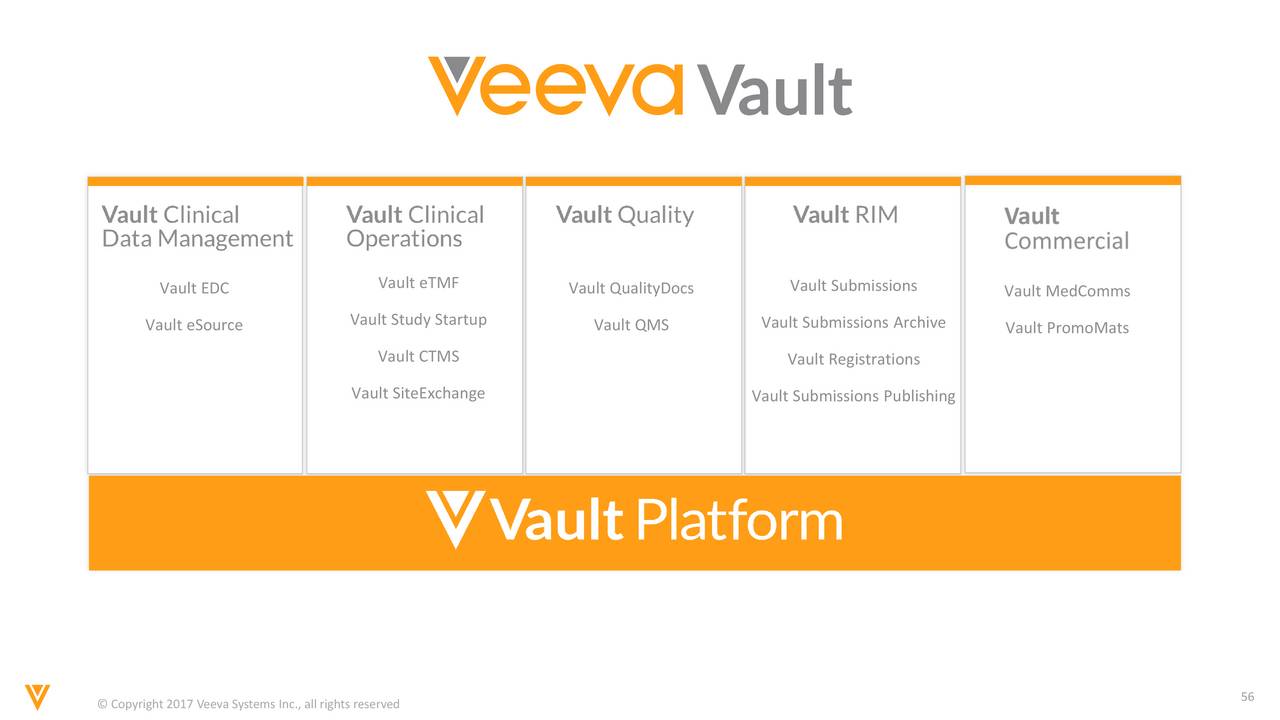 Veeva Vault
Vault Clinical
Data Management
Vault EDC
Vault eSource
Vault Clinical
Operations
Vault eTMF
Vault Study Startup
Vault CTMS
Vault SiteExchange
Vault Quality
Vault QualityDocs
Vault QMS
Vault RIM
Vault Submissions
Vault Submissions Archive
Vault Registrations
Vault Submissions Publishing
Vault
Commercial
Vault MedComms
Vault PromoMats
Vault Platform
© Copyright 2017 Veeva Systems Inc., all rights reserved
56